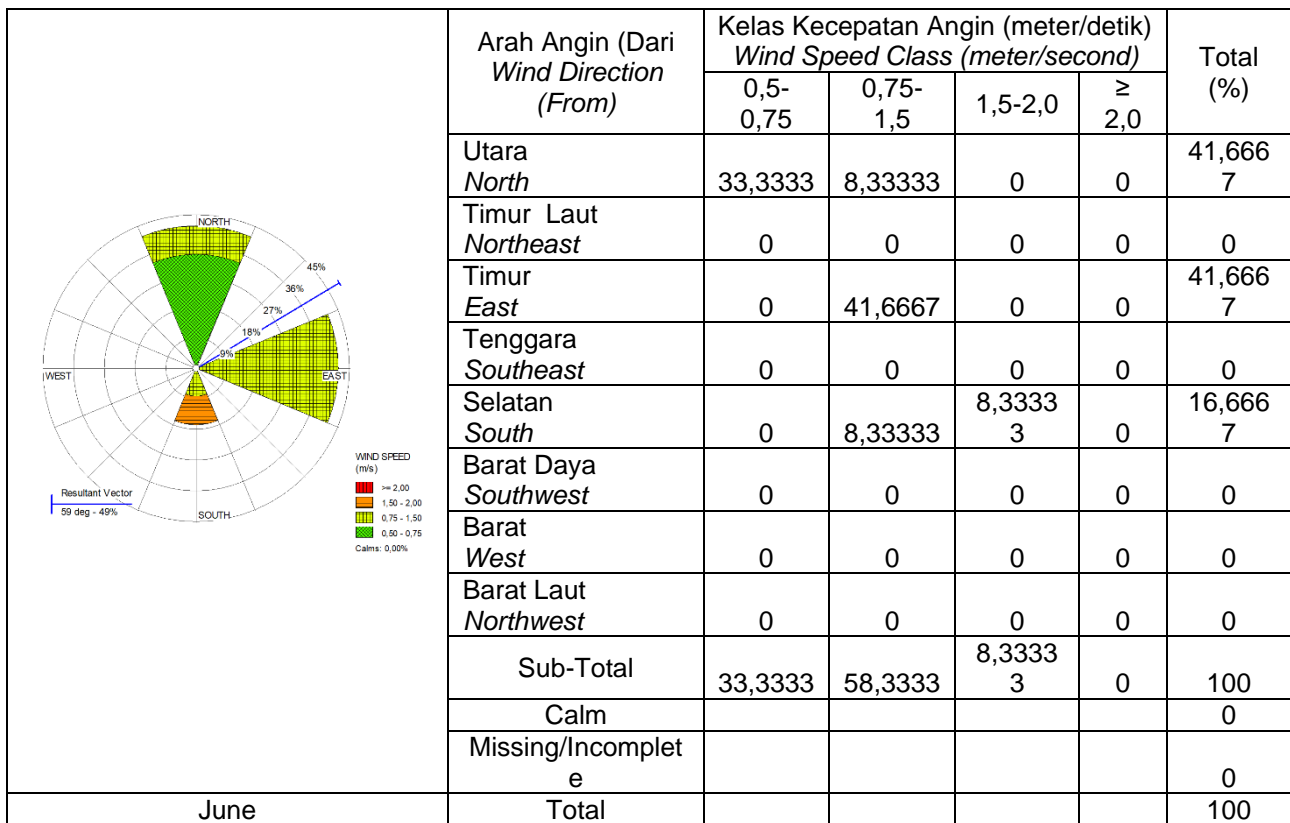 NORTH
45%
36%
27%
18%
9%
WEST
EAST
SOUTH
WIND SPEED
(m/s)
>= 2,00
1,50 - 2,00
0,75 - 1,50
0,50 - 0,75
Calms: 0,00%
Resultant Vector
59 deg - 49%
Arah Angin (Dari
Wind Direction
(From)
Kelas Kecepatan Angin (meter/detik)
Wind Speed Class (meter/second)
Total
(%)
0,5-
0,75
0,75-
1,5
1,5-2,0
≥
2,0
Utara
North
33,3333 8,33333 0 0
41,666
7
Timur Laut
Northeast
0 0 0 0 0
Timur
East
0 41,6667 0 0
41,666
7
Tenggara
Southeast
0 0 0 0 0
Selatan
South
0 8,33333
8,3333
3
0
16,666
7
Barat Daya
Southwest
0 0 0 0 0
Barat
West
0 0 0 0 0
Barat Laut
Northwest
0 0 0 0 0
Sub-Total
33,3333 58,3333
8,3333
3
0 100
Calm 0
Missing/Incomplet
e
0
June Total 100